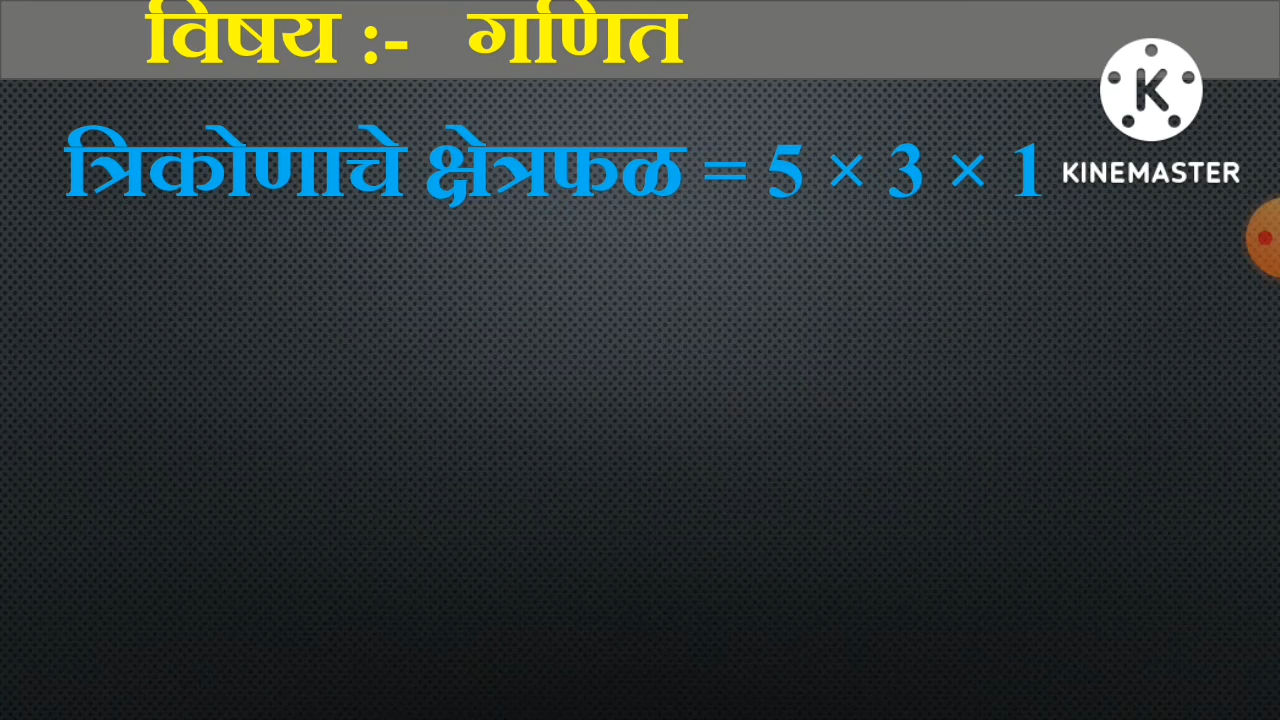 विषय :- गणित
त्रिकोणाचे क्षेत्रफळ = 5 × 3 × 1
K
KINEMASTER